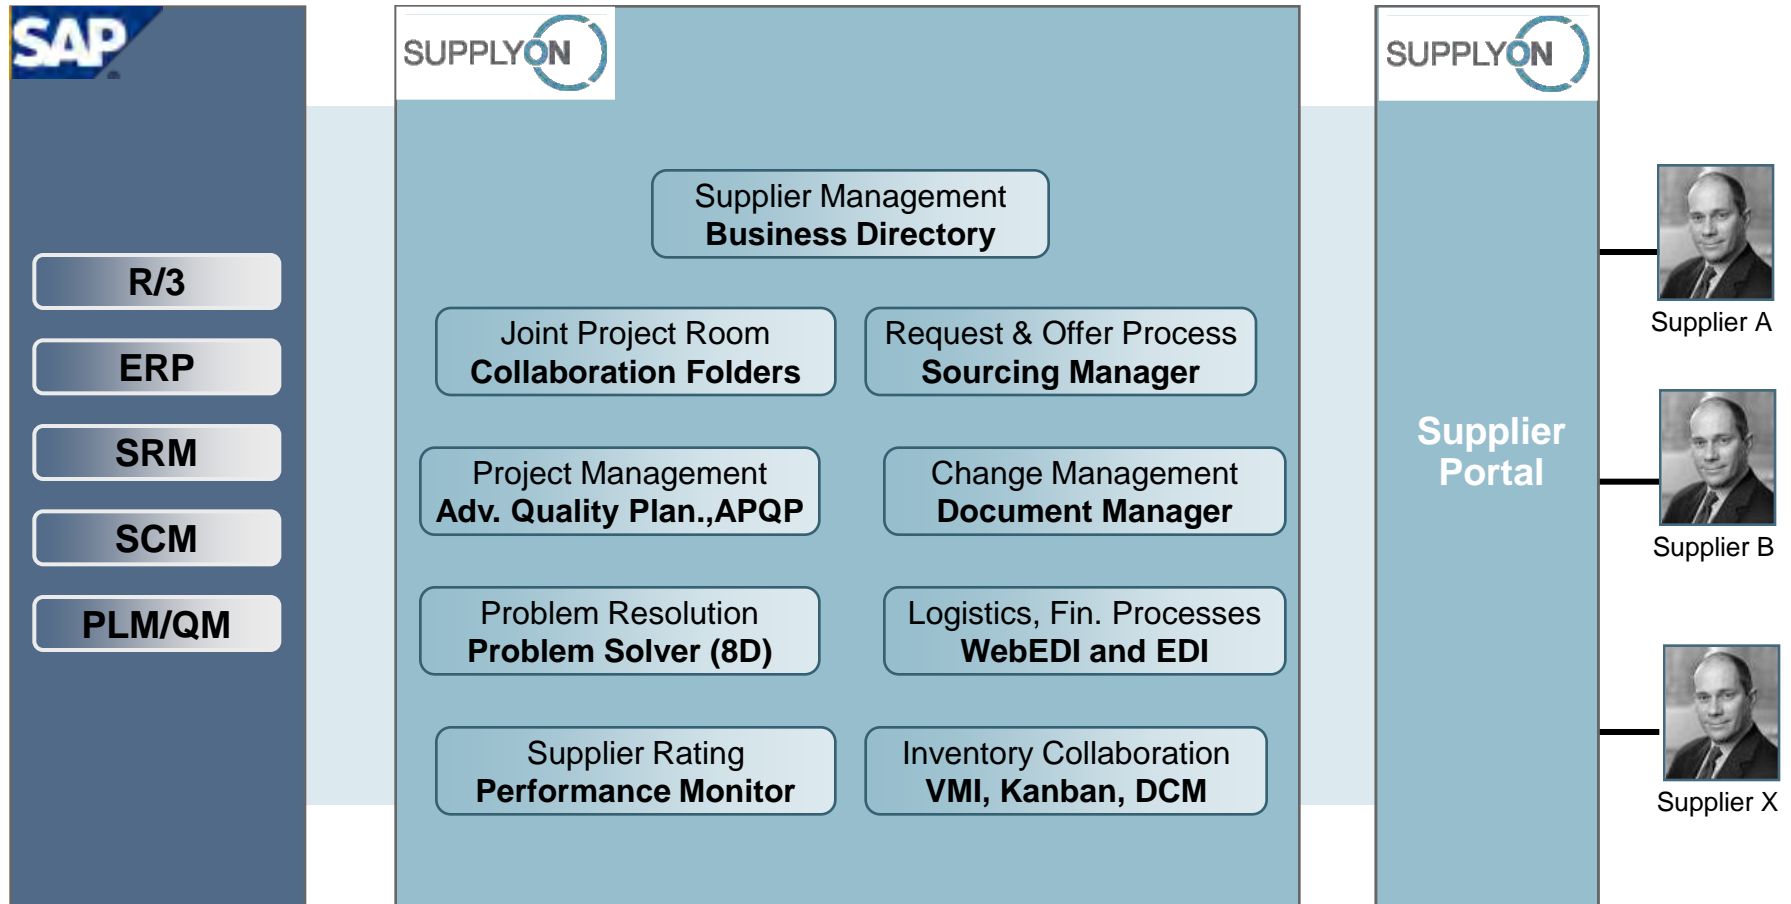 SAP
R/3
ERP
SRM
SCM
PLM/QM
SUPPLYON
Supplier Management
Business Directory
Joint Project Room
Collaboration Folders
Request & Offer Process
Sourcing Manager
Project Management
Adv. Quality Plan.,APQP
Change Management
Document Manager
Problem Resolution
Problem Solver (8D)
Logistics, Fin. Processes
WebEDI and EDI
Supplier Rating
Performance Monitor
Inventory Collaboration
VMI, Kanban, DCM
SUPPLYON
Supplier
Portal
Supplier A
Supplier B
Supplier X